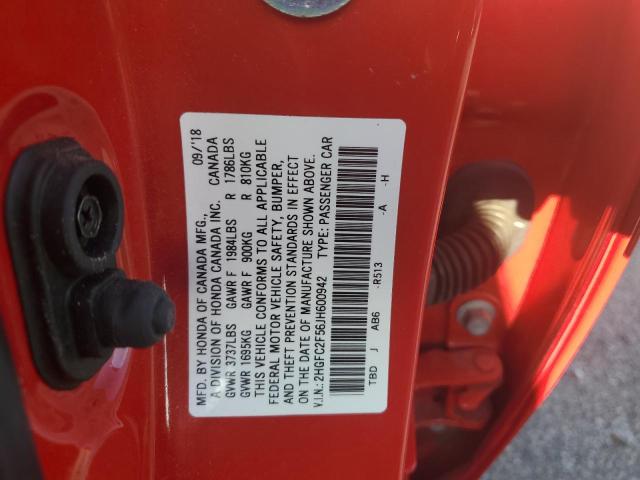 MFD. BY HONDA OF CANADA MFG., 09/'18
A DIVISION OF HONDA CANADA INC. CANADA
GVWR 3737LBS GAWR F 1984LBS R 1786LBS
GVWR 1695KG GAWR F 900KG R 810KG
THIS VEHICLE CONFORMS TO ALL APPLICABLE
FEDERAL MOTOR VEHICLE SAFETY, BUMPER,
AND THEFT PREVENTION STANDARDS IN EFFECT
ON THE DATE OF MANUFACTURE SHOWN ABOVE.
V.I.N.: 2HGFC2F56JH600942 TYPE: PASSENGER CAR
TBD J AB6 -R513 -A -H